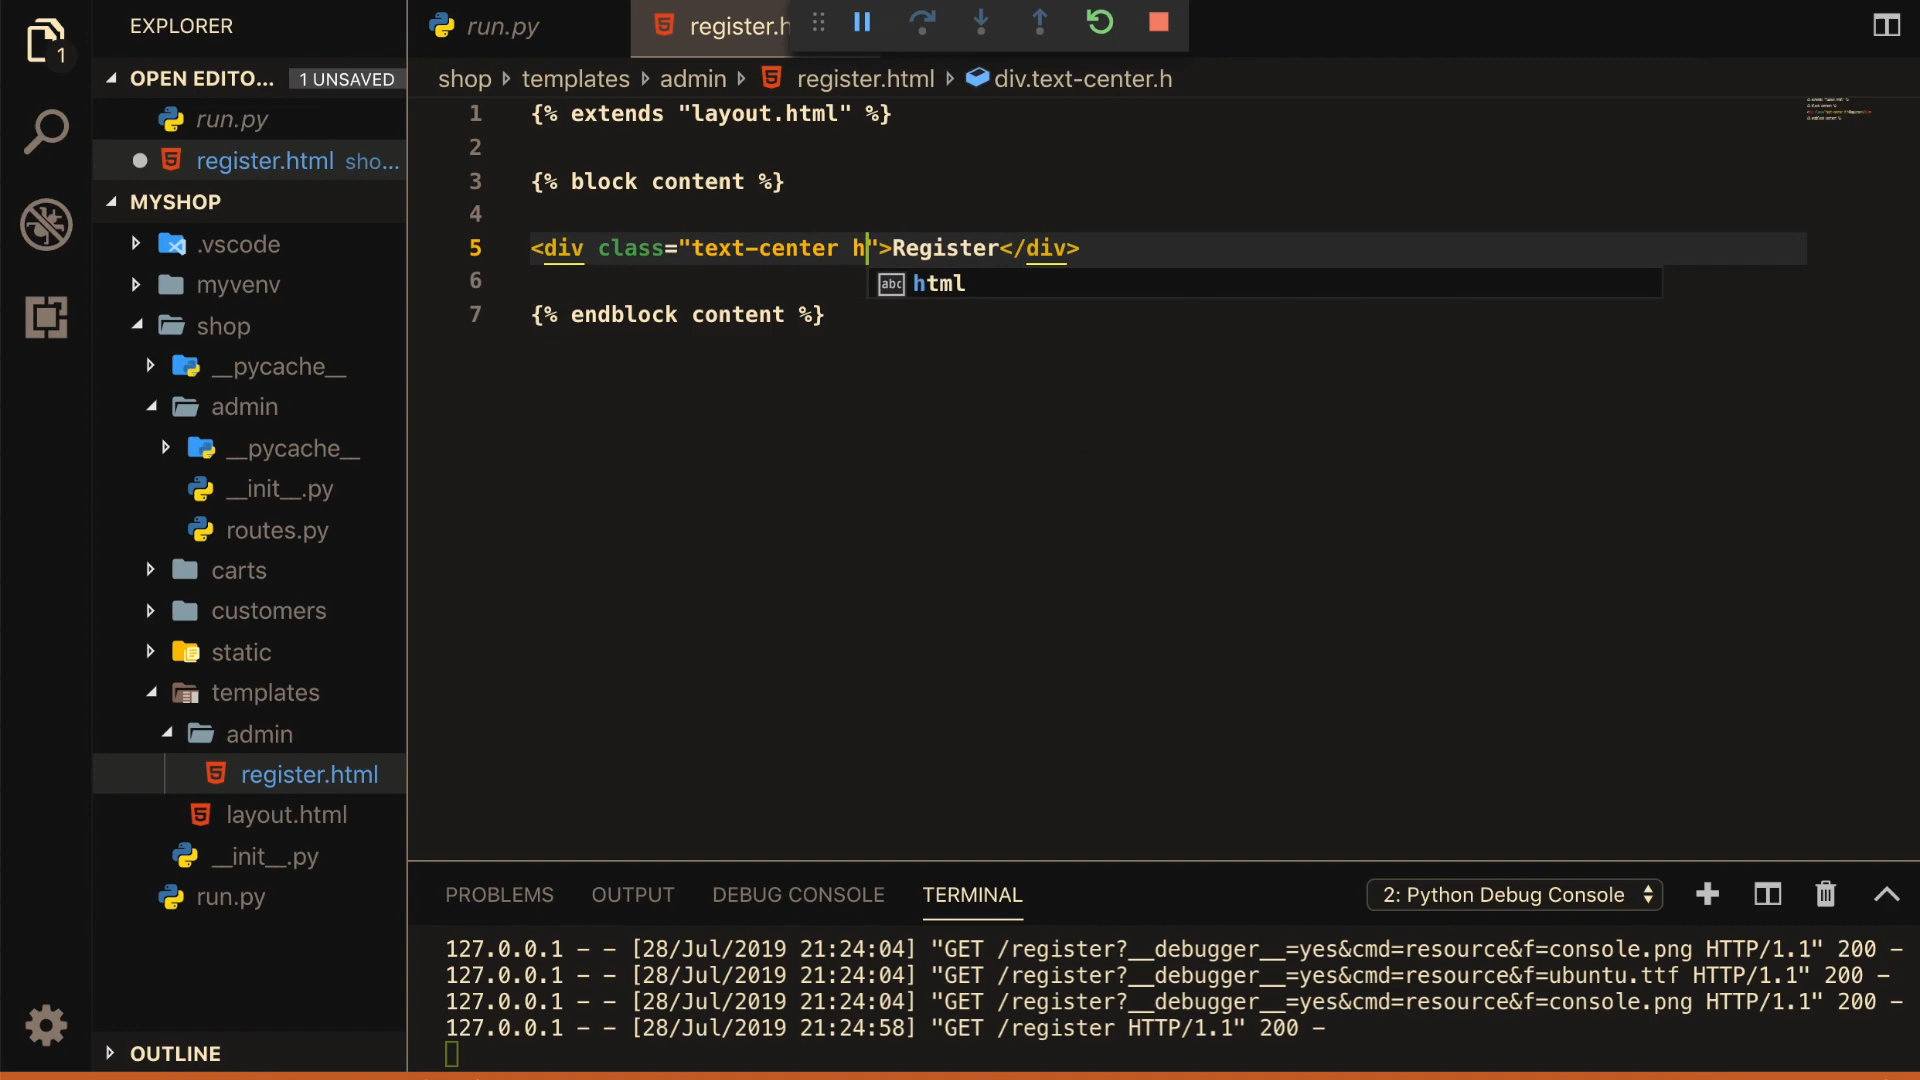 EXPLORER
1
OPEN EDITO... 1 UNSAVED
run.py
register.html sho...
MYSHOP
.vscode
myvenv
shop
__pycache__
admin
__pycache__
__init__.py
routes.py
carts
customers
static
templates
admin
register.html
layout.html
__init__.py
run.py
OUTLINE
run.py
register.h
shop templates admin register.html div.text-center.h
1 {% extends "layout.html" %}
2
3 {% block content %}
4
5 <div class="text-center h">Register</div>
abc html
6
7 {% endblock content %}
PROBLEMS OUTPUT DEBUG CONSOLE TERMINAL 2: Python Debug Console
127.0.0.1 - - [28/Jul/2019 21:24:04] "GET /register?__debugger__=yes&cmd=resource&f=console.png HTTP/1.1" 200 -
127.0.0.1 - - [28/Jul/2019 21:24:04] "GET /register?__debugger__=yes&cmd=resource&f=ubuntu.ttf HTTP/1.1" 200 -
127.0.0.1 - - [28/Jul/2019 21:24:04] "GET /register?__debugger__=yes&cmd=resource&f=console.png HTTP/1.1" 200 -
127.0.0.1 - - [28/Jul/2019 21:24:58] "GET /register HTTP/1.1" 200 -